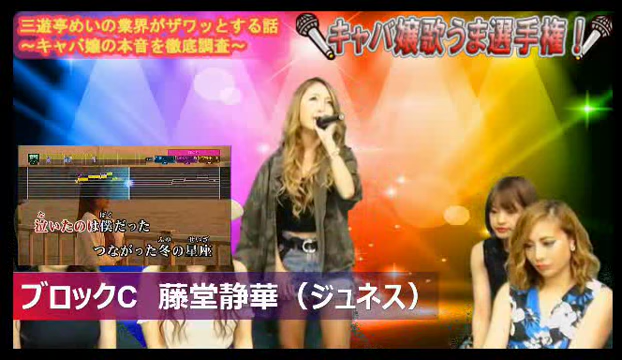 三遊亭めいの業界がザワッとする話
～キャバ嬢の本音を徹底調査～
キャバ嬢歌うま選手権！
泣いたのは僕だった
つながった冬の星座
ブロックC 藤堂静華（ジュネス）